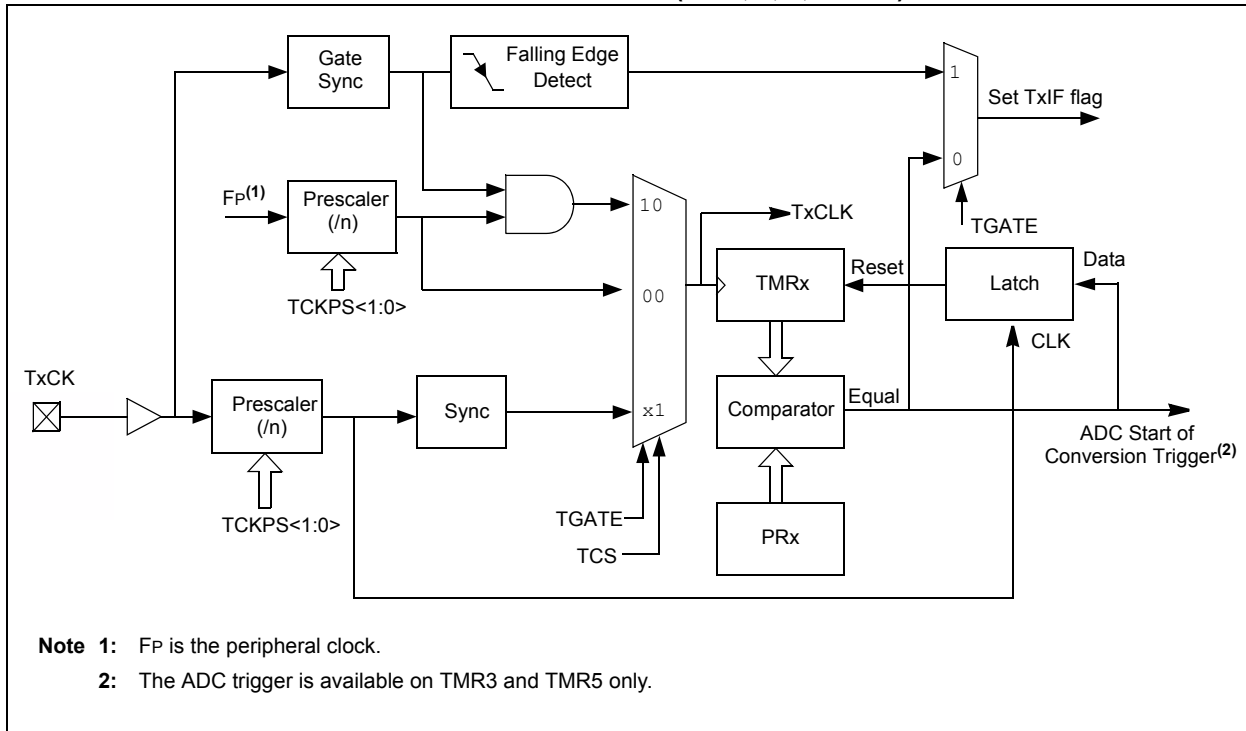 Gate
Sync
Falling Edge
Detect
1
Set TxIF flag
0
FP(1)
Prescaler
(/n)
10
TxCLK
TGATE
Reset
Data
TMRx
Latch
00
TCKPS<1:0>
CLK
TxCK
Prescaler
(/n)
Sync
x1
Comparator
Equal
ADC Start of
Conversion Trigger(2)
TCKPS<1:0>
TGATE
TCS
PRx
Note 1: FP is the peripheral clock.
2: The ADC trigger is available on TMR3 and TMR5 only.